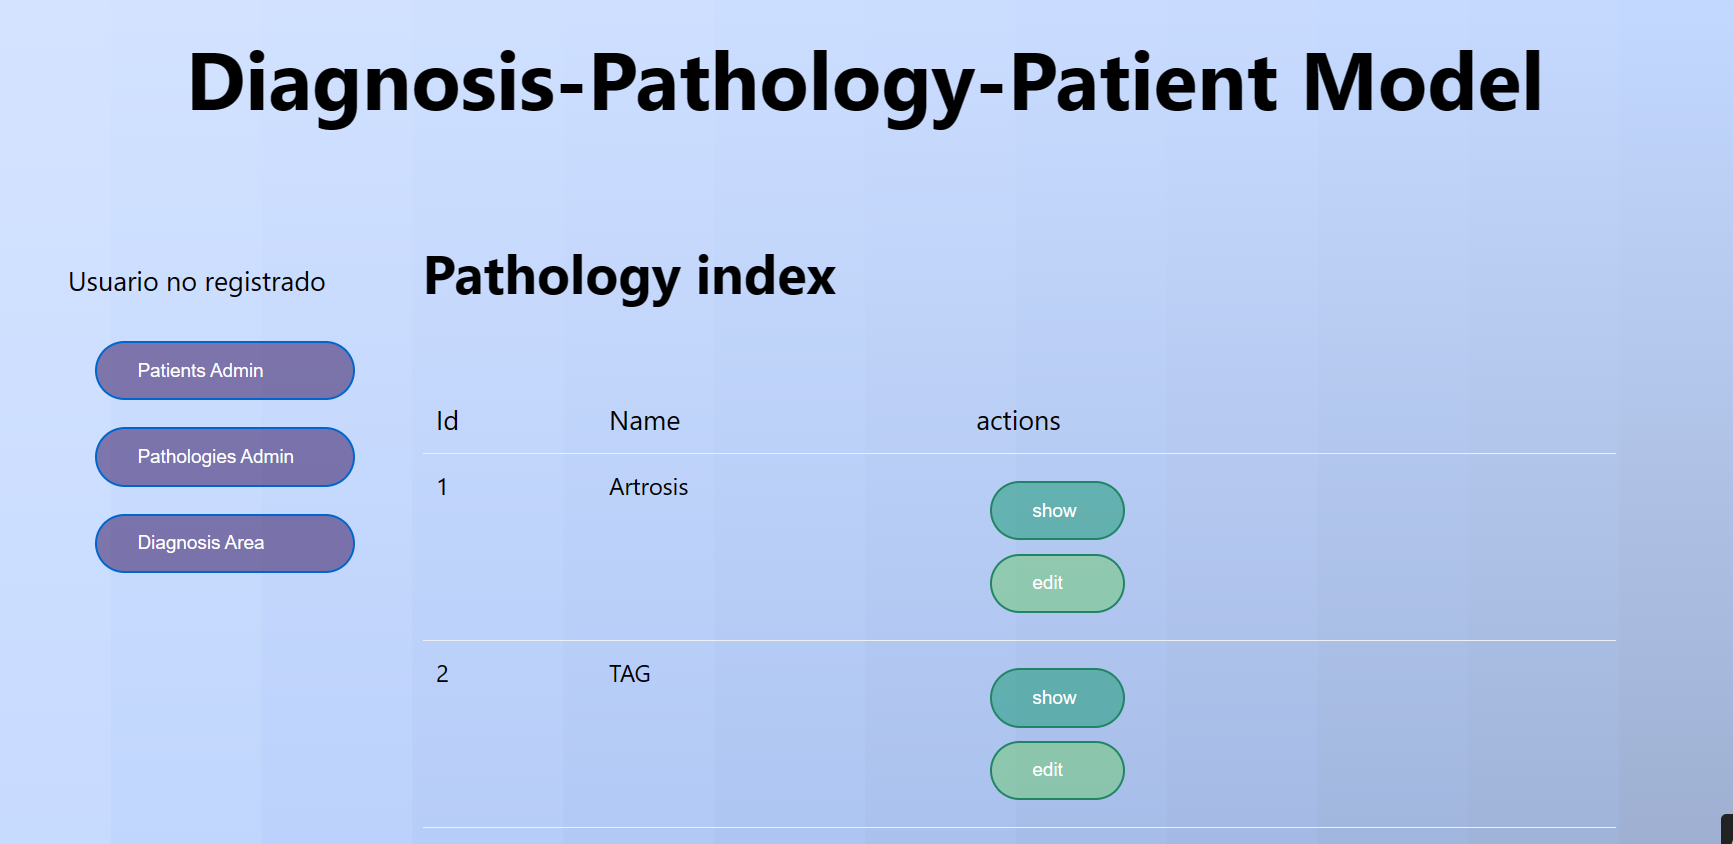 Diagnosis-Pathology-Patient Model
Usuario no registrado
Patients Admin
Pathologies Admin
Diagnosis Area
Pathology index
Id Name actions
1 Artrosis show
edit
2 TAG show
edit